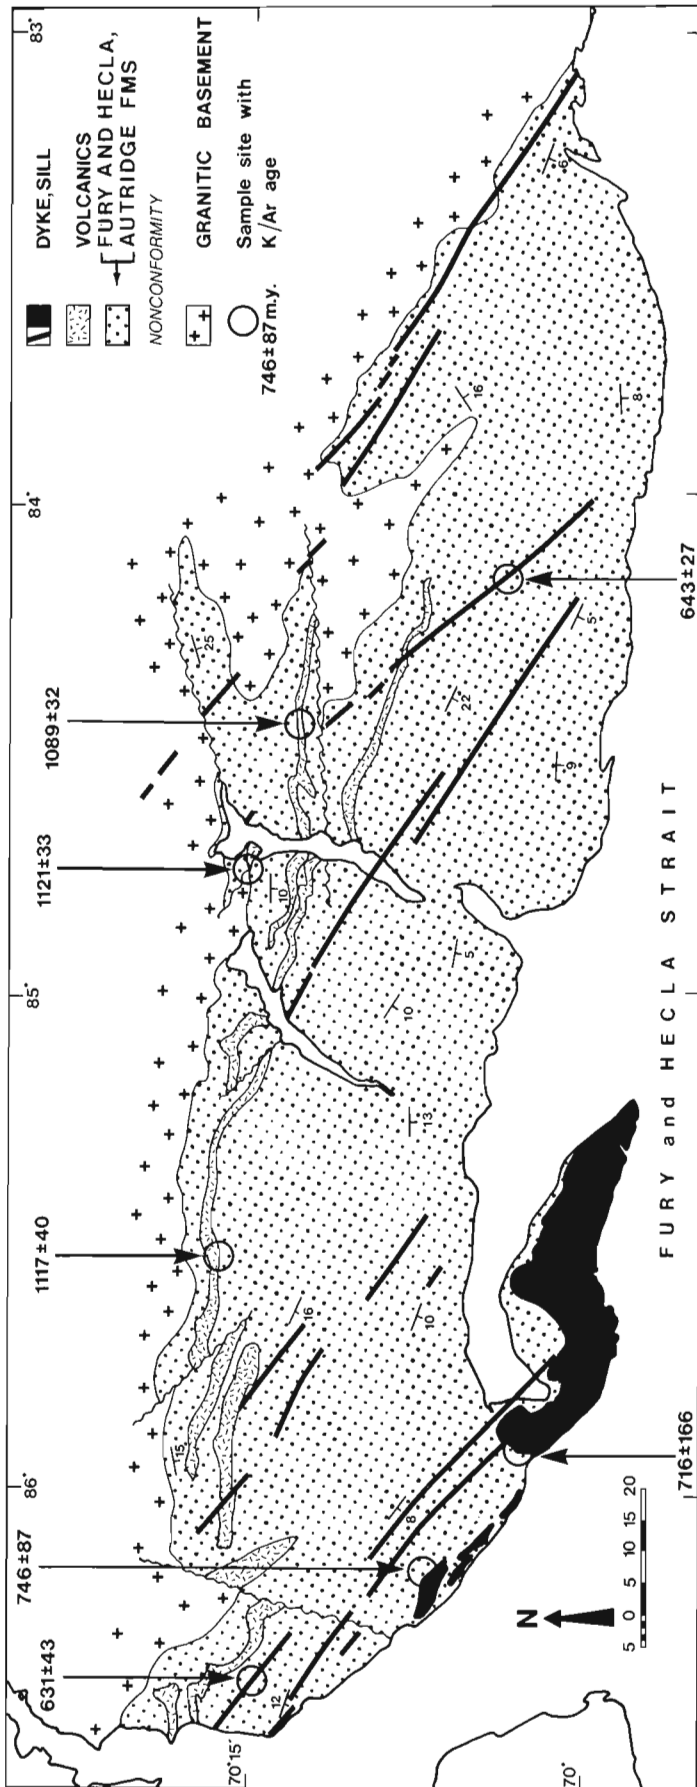 83°
84°
85°
86°
DYKE, SILL
VOLCANICS
FURY AND HECLA,
AUTRIDGE FMS
NONCONFORMITY
GRANITIC BASEMENT
Sample site with
K/Ar age
746±87 m.y.
631±43
746±87
1117±40
1121±33
1089±32
25
15
10
16
22
16
6
12
8
10
13
10
5
9
5
8
70°15'
70°
N
5 0 5 10 15 20
716±166
643±27
FURY and HECLA STRAIT